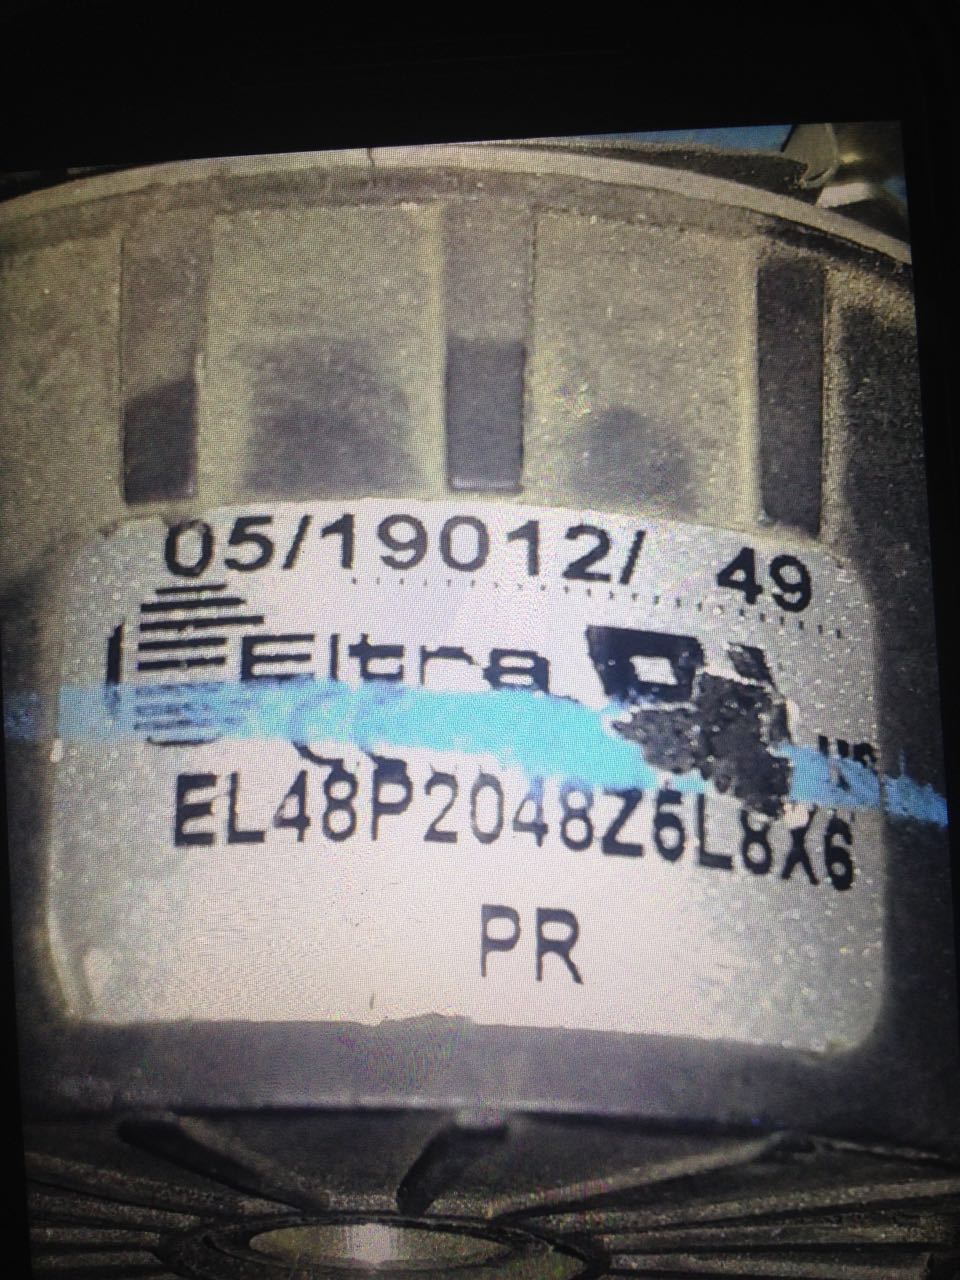 05/19012/ 49
Eltra
EL48P2048Z5L8X6
PR